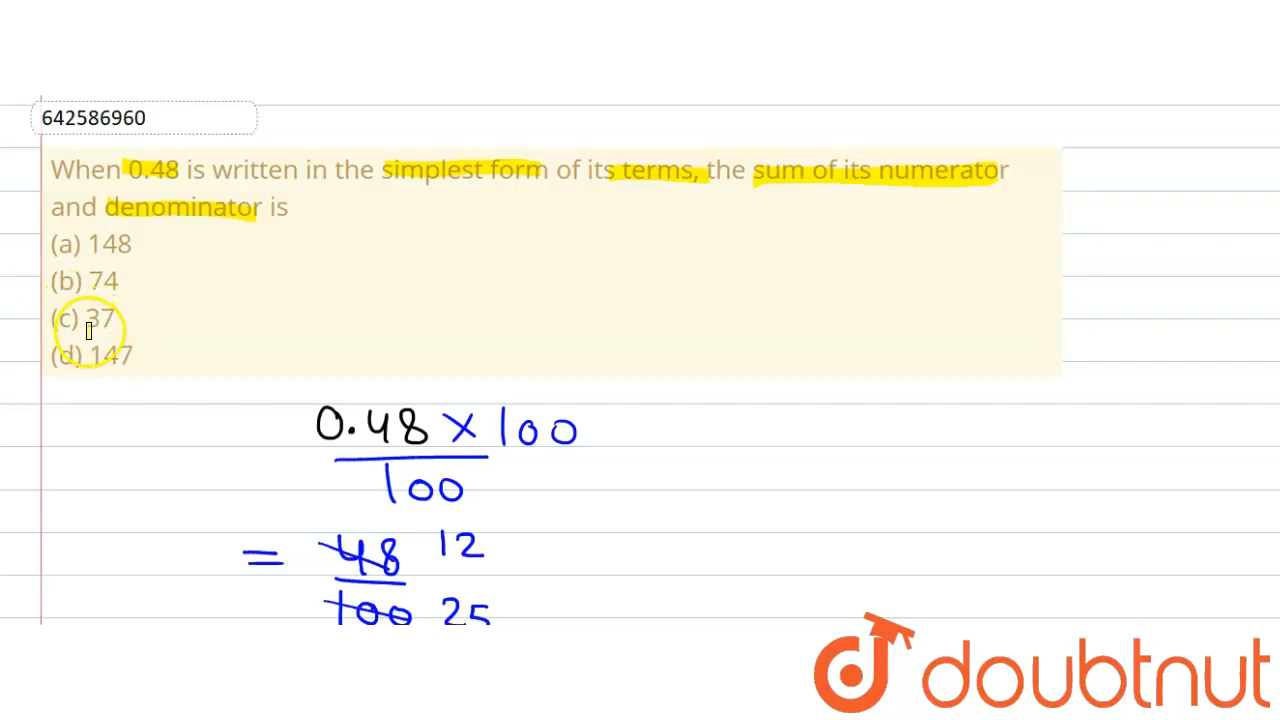 642586960
When 0.48 is written in the simplest form of its terms, the sum of its numerator
and denominator is
(a) 148
(b) 74
(c) 37
(d) 147
0.48 × 100
100
= 48 12
100 25
doubtnut